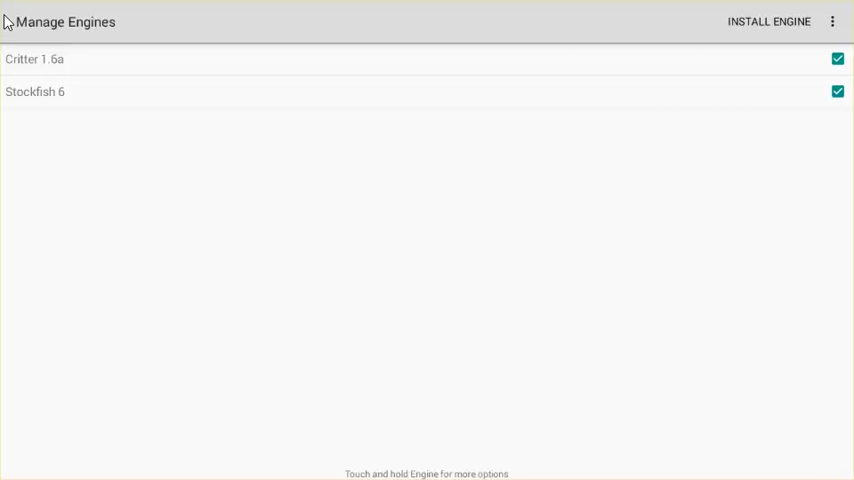 Manage Engines
INSTALL ENGINE
Critter 1.6a
Stockfish 6
Touch and hold Engine for more options